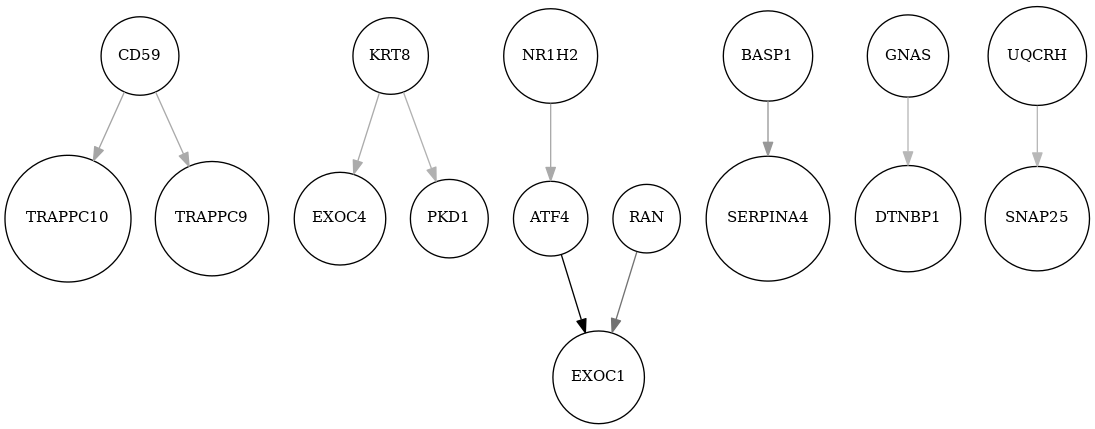 CD59
KRT8
NR1H2
BASP1
GNAS
UQCRH
TRAPPC10
TRAPPC9
EXOC4
PKD1
ATF4
RAN
SERPINA4
DTNBP1
SNAP25
EXOC1